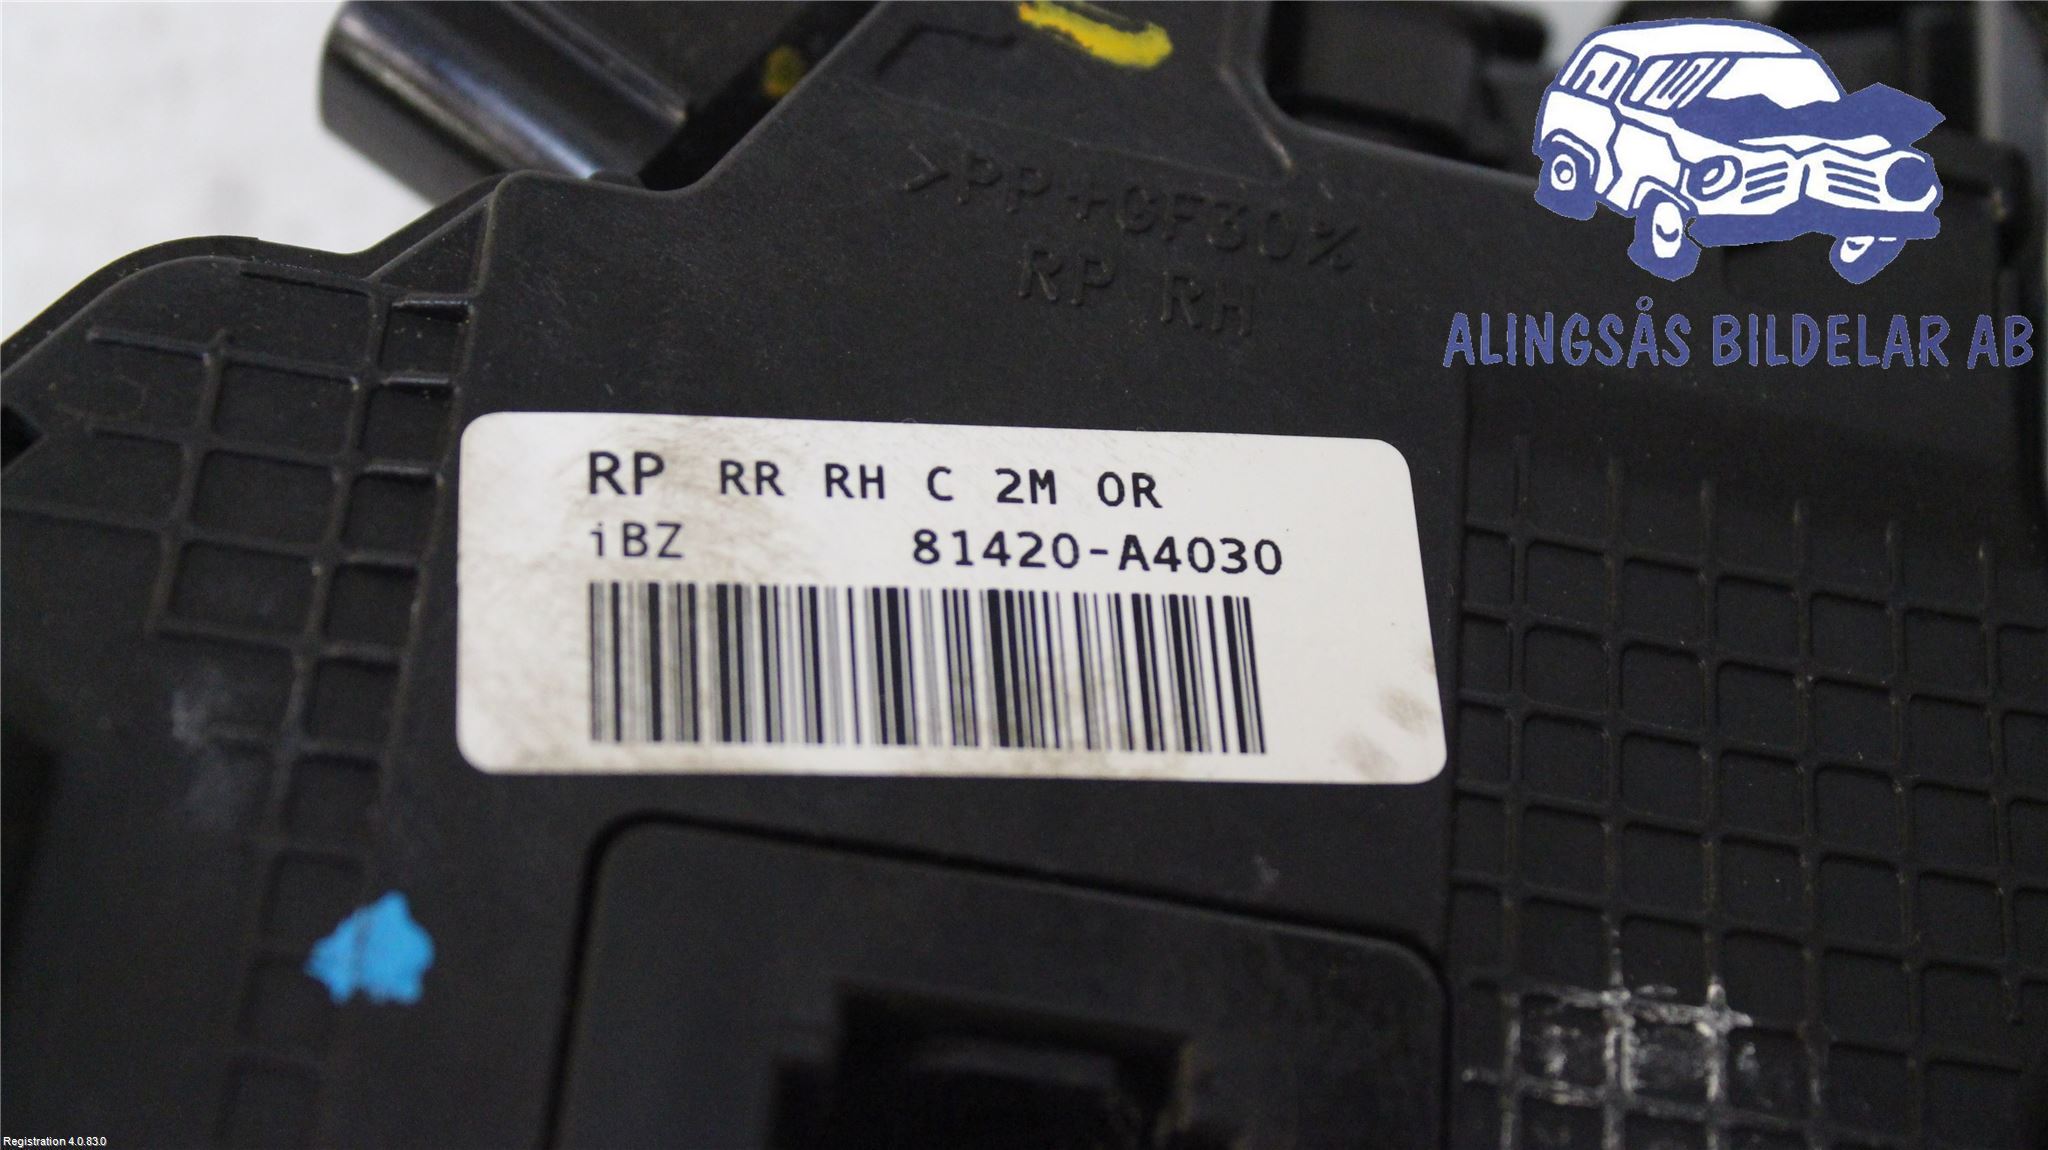 >PP+GF30%
RP RH
ALINGSÅS BILDELAR AB
RP RR RH C 2M OR
iBZ 81420-A4030
Registration 4.0.83.0